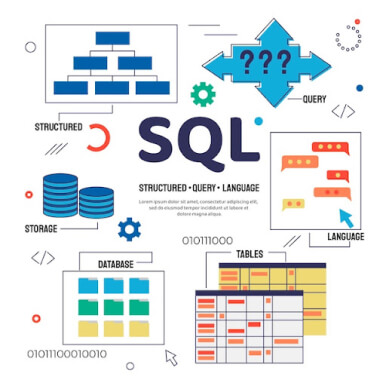 ???
QUERY
STRUCTURED
SQL
STRUCTURED • QUERY • LANGUAGE
Lorem ipsum dolor sit amet, consectetur adipiscing
elit, sed do eiusmod tempor incididunt ut labore et
dolore magna aliqua.
STORAGE
LANGUAGE
010111000
TABLES
DATABASE
01011100010010